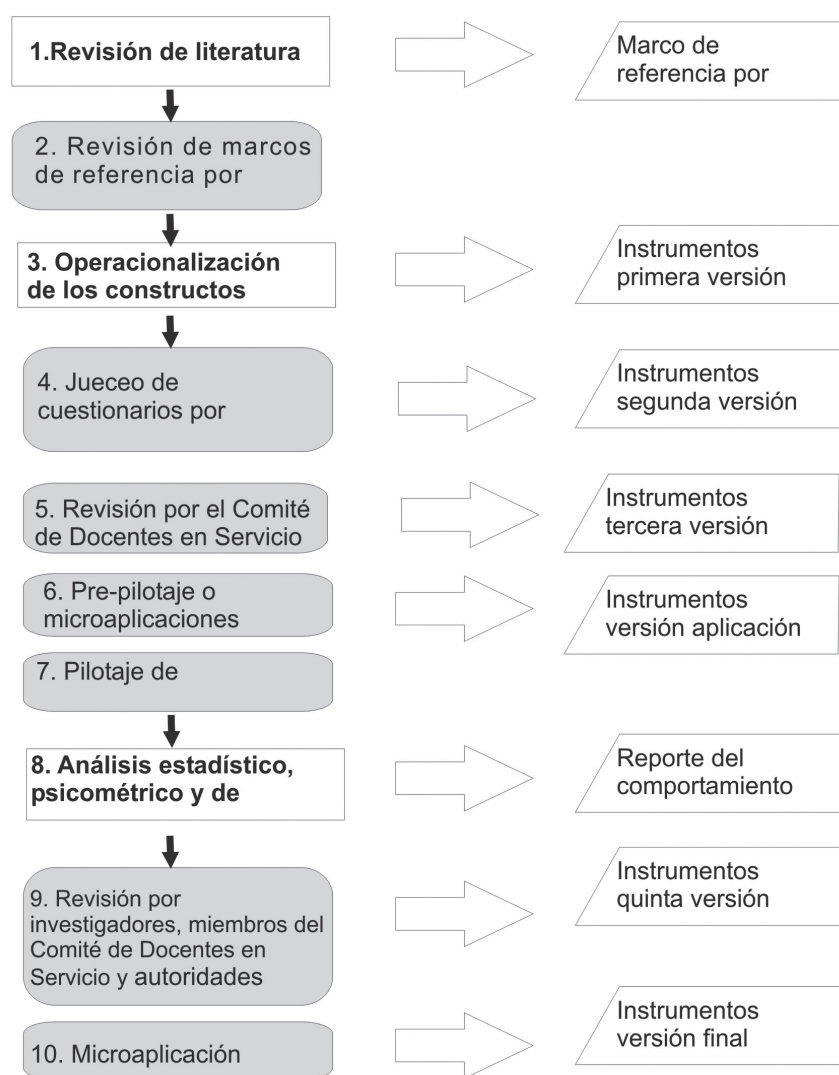 1.Revisión de literatura
Marco de
referencia por
2. Revisión de marcos
de referencia por
3. Operacionalización
de los constructos
Instrumentos
primera versión
4. Jueceo de
cuestionarios por
Instrumentos
segunda versión
5. Revisión por el Comité
de Docentes en Servicio
Instrumentos
tercera versión
6. Pre-pilotaje o
microaplicaciones
Instrumentos
versión aplicación
7. Pilotaje de
8. Análisis estadístico,
psicométrico y de
Reporte del
comportamiento
9. Revisión por
investigadores, miembros del
Comité de Docentes en
Servicio y autoridades
Instrumentos
quinta versión
10. Microaplicación
Instrumentos
versión final